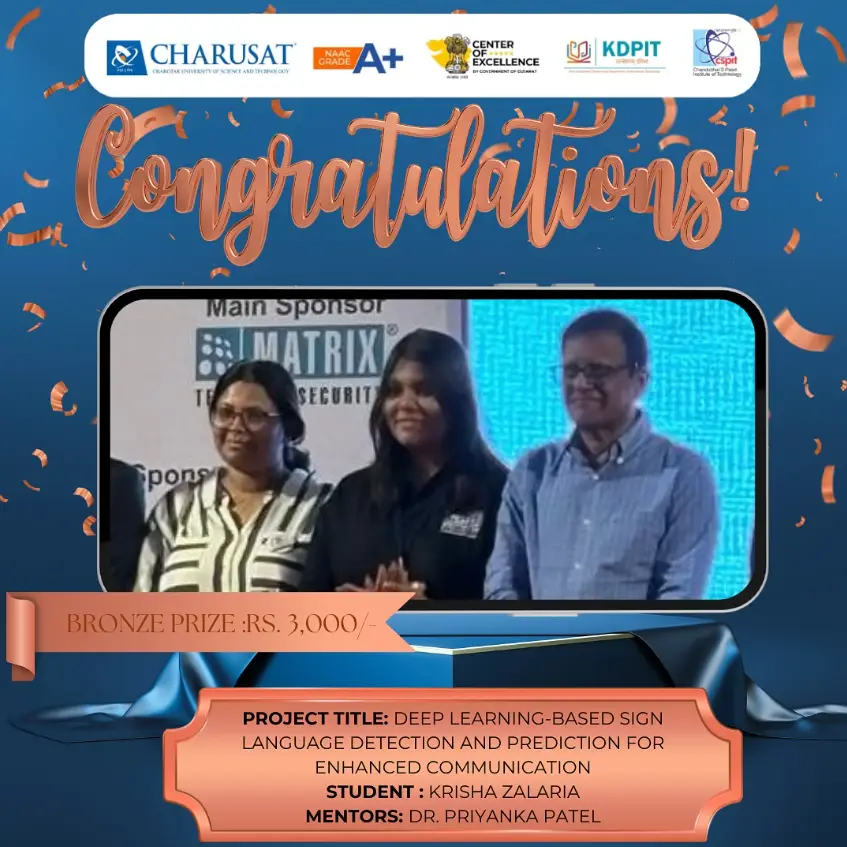 CHARUSAT
CHAROTAR UNIVERSITY OF SCIENCE AND TECHNOLOGY
NAAC
GRADE
A+
CENTER
OF
EXCELLENCE
BY GOVERNMENT OF GUJARAT
KDPIT
cspit
Chandubhai S Patel
Institute of Technology
Congratulations!
Main Sponsor
MATRIX®
SECURITY
Spons
BRONZE PRIZE :RS. 3,000/-
PROJECT TITLE: DEEP LEARNING-BASED SIGN
LANGUAGE DETECTION AND PREDICTION FOR
ENHANCED COMMUNICATION
STUDENT : KRISHA ZALARIA
MENTORS: DR. PRIYANKA PATEL